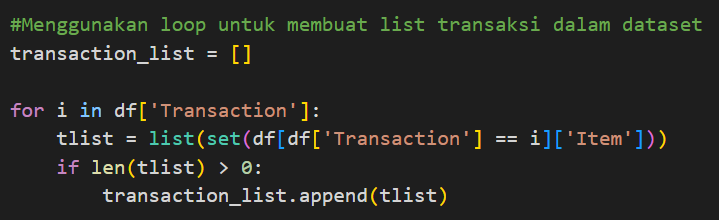 #Menggunakan loop untuk membuat list transaksi dalam dataset
transaction_list = []
for i in df['Transaction']:
    tlist = list(set(df[df['Transaction'] == i]['Item']))
    if len(tlist) > 0:
        transaction_list.append(tlist)